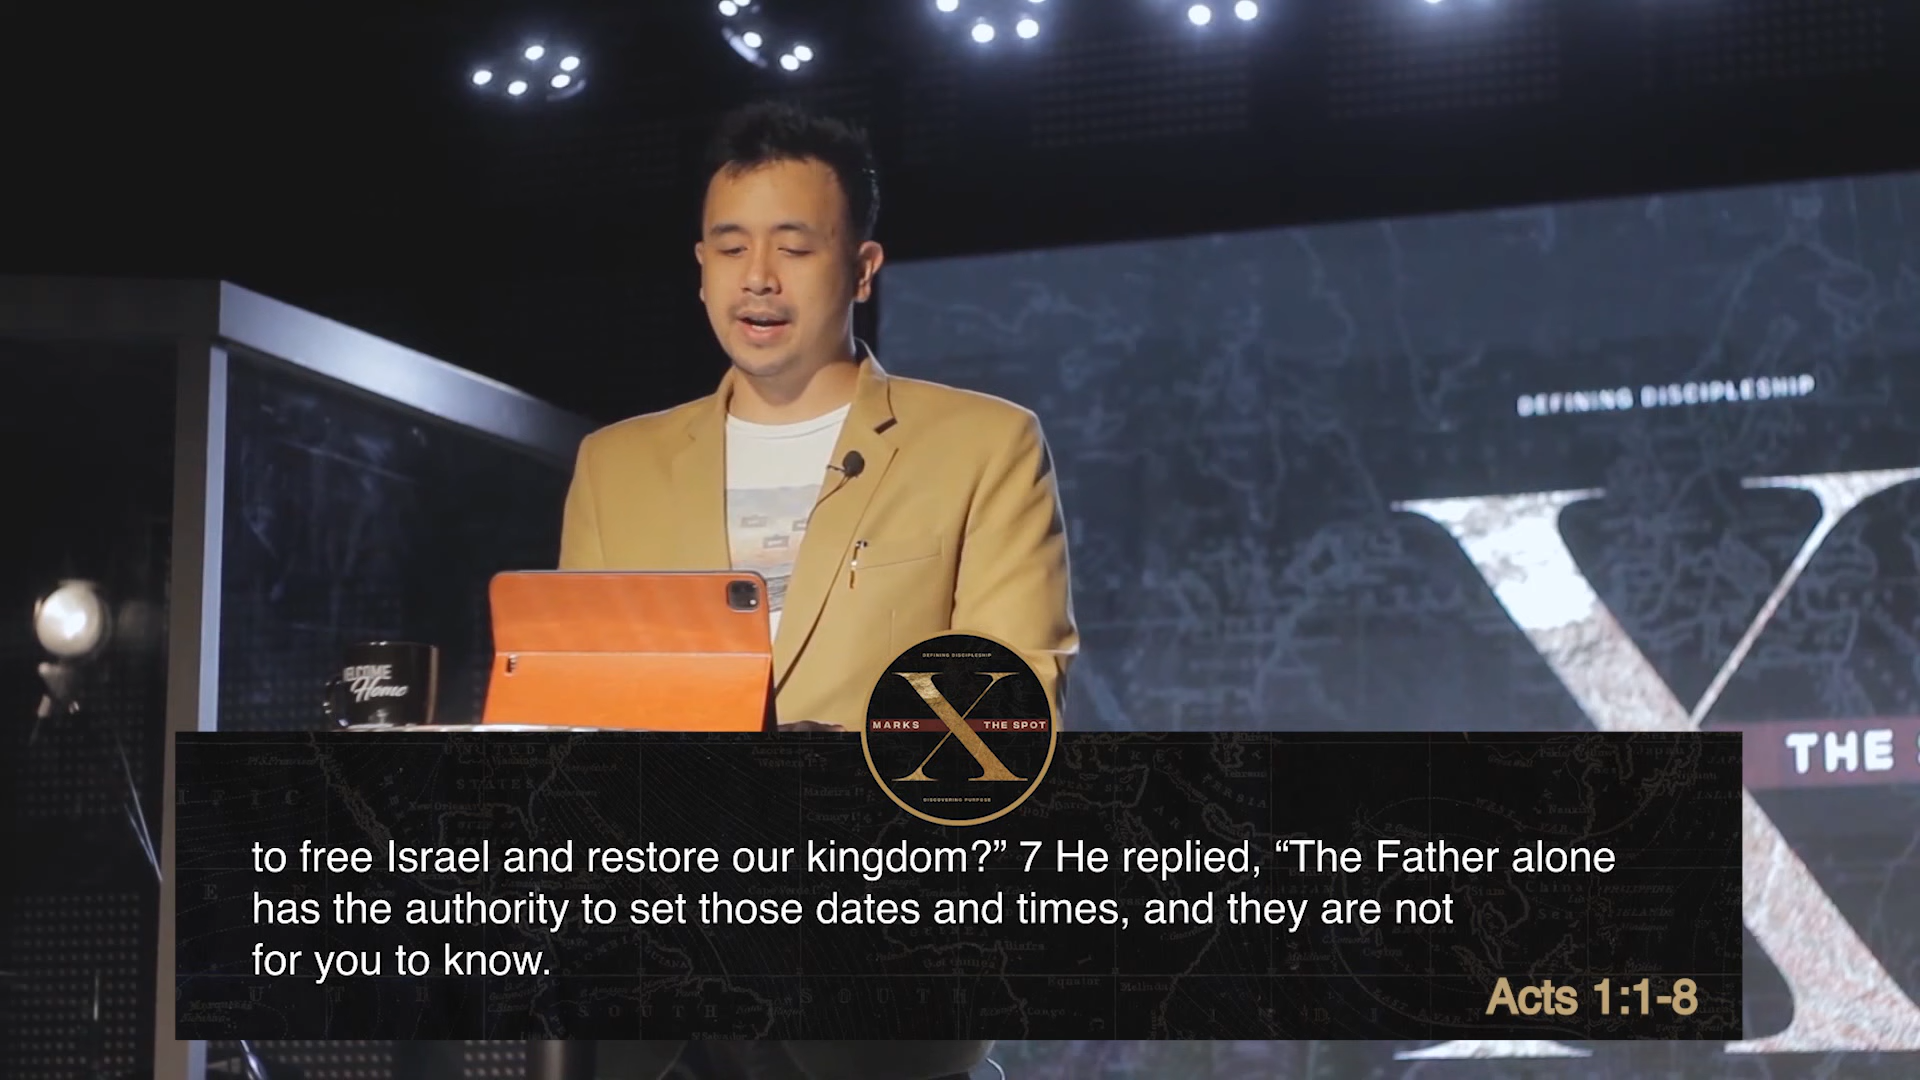 DEFINING DISCIPLESHIP
THE
ELCOME
Home
DEFINING DISCIPLESHIP
X
MARKS THE SPOT
DISCOVERING PURPOSE
to free Israel and restore our kingdom?” 7 He replied, “The Father alone
has the authority to set those dates and times, and they are not
for you to know.
Acts 1:1-8